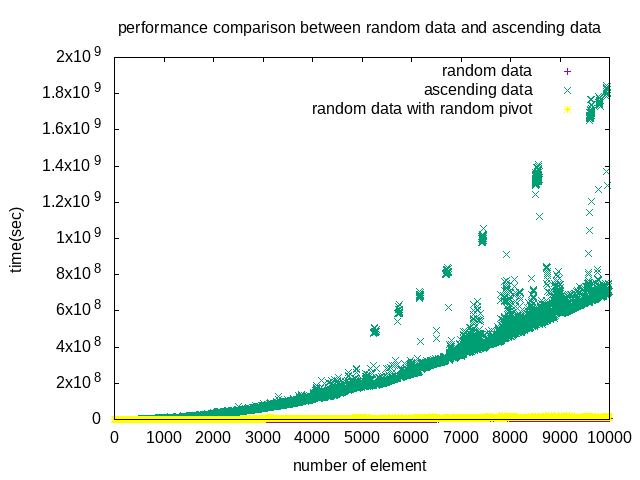 performance comparison between random data and ascending data
2x10^9
1.8x10^9
1.6x10^9
1.4x10^9
1.2x10^9
1x10^9
8x10^8
6x10^8
4x10^8
2x10^8
0
time(sec)
random data
ascending data
random data with random pivot
0 1000 2000 3000 4000 5000 6000 7000 8000 9000 10000
number of element